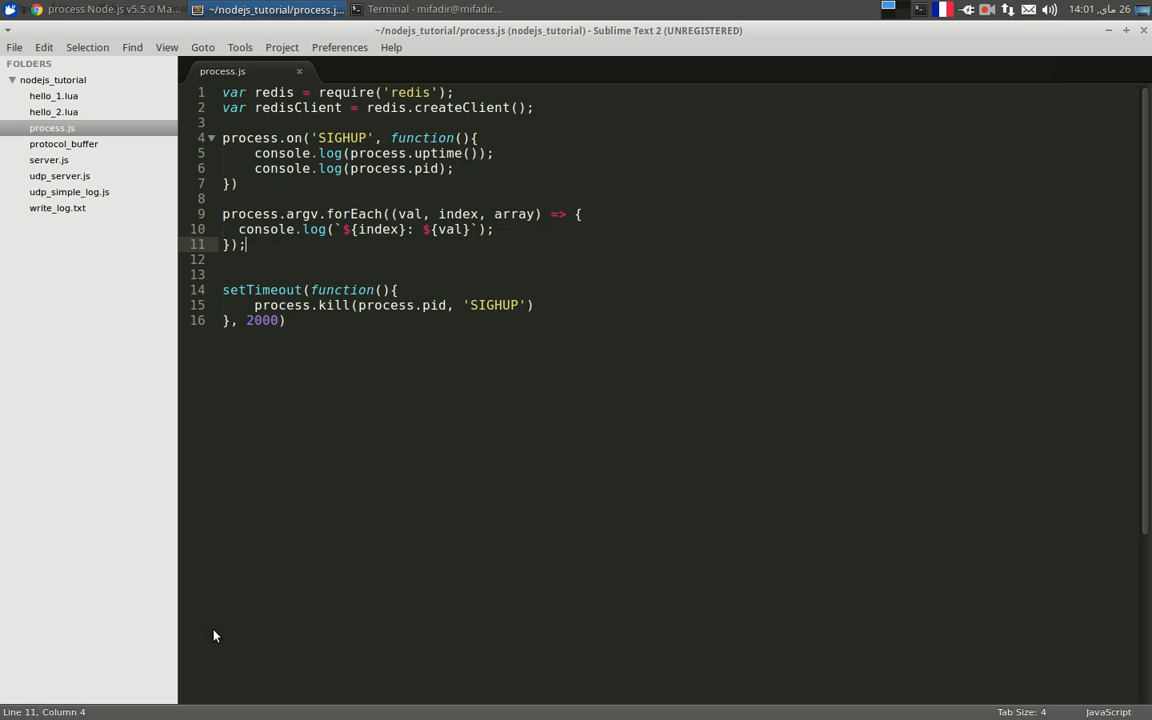 process Node.js v5.5.0 Ma...
~/nodejs_tutorial/process.j...
Terminal - mifadir@mifadir...
14:01 ماي, 26
~/nodejs_tutorial/process.js (nodejs_tutorial) - Sublime Text 2 (UNREGISTERED)
File Edit Selection Find View Goto Tools Project Preferences Help
FOLDERS
nodejs_tutorial
hello_1.lua
hello_2.lua
process.js
protocol_buffer
server.js
udp_server.js
udp_simple_log.js
write_log.txt
process.js
1 var redis = require('redis');
2 var redisClient = redis.createClient();
3
4 process.on('SIGHUP', function(){
5 console.log(process.uptime());
6 console.log(process.pid);
7 })
8
9 process.argv.forEach((val, index, array) => {
10 console.log(`${index}: ${val}`);
11 });
12
13
14 setTimeout(function(){
15 process.kill(process.pid, 'SIGHUP')
16 }, 2000)
Line 11, Column 4
Tab Size: 4
JavaScript